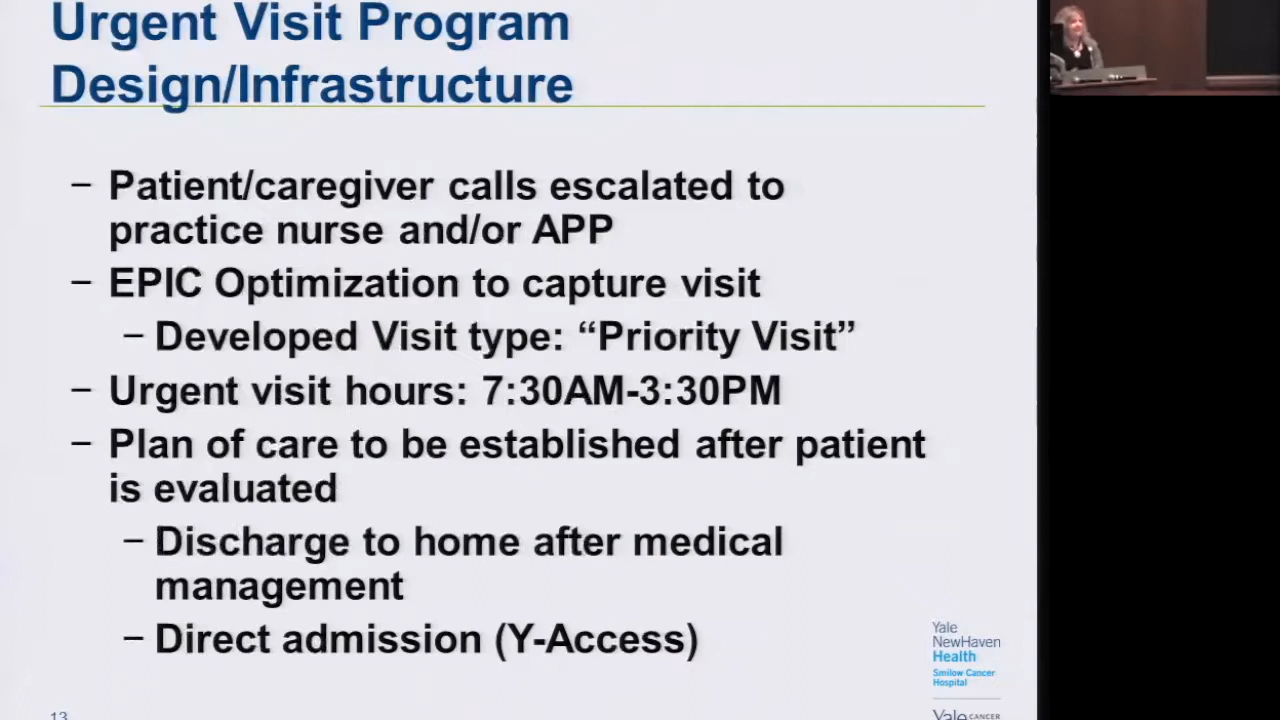 Urgent Visit Program
Design/Infrastructure
– Patient/caregiver calls escalated to
practice nurse and/or APP
– EPIC Optimization to capture visit
– Developed Visit type: “Priority Visit”
– Urgent visit hours: 7:30AM-3:30PM
– Plan of care to be established after patient
is evaluated
– Discharge to home after medical
management
– Direct admission (Y-Access)
Yale
NewHaven
Health
Smilow Cancer
Hospital
Yale CANCER
13